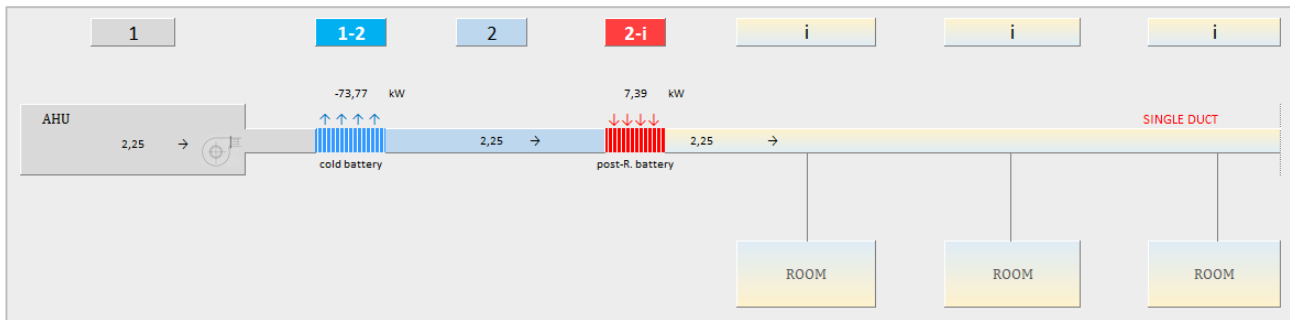 1
1-2
2
2-i
i
i
i
-73,77 kW
7,39 kW
AHU
SINGLE DUCT
2,25 →
2,25 →
2,25 →
cold battery
post-R. battery
ROOM
ROOM
ROOM